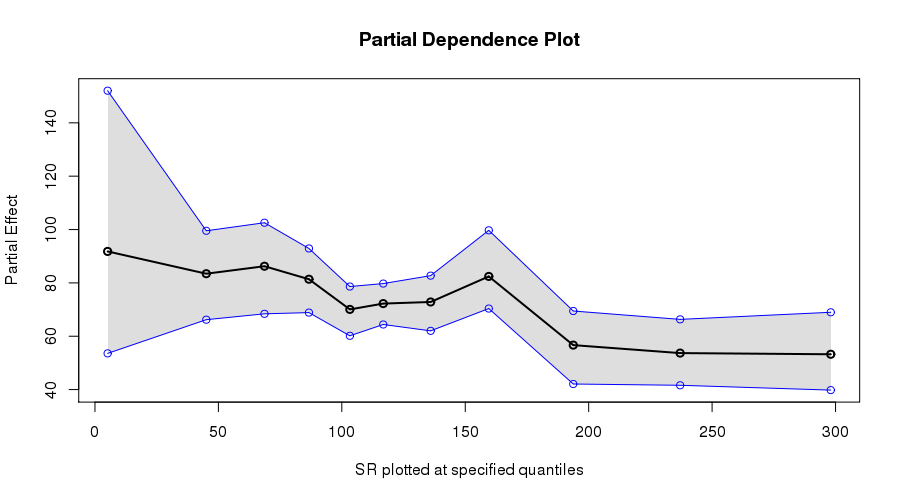 Partial Dependence Plot
Partial Effect
140
120
100
80
60
40
0 50 100 150 200 250 300
SR plotted at specified quantiles